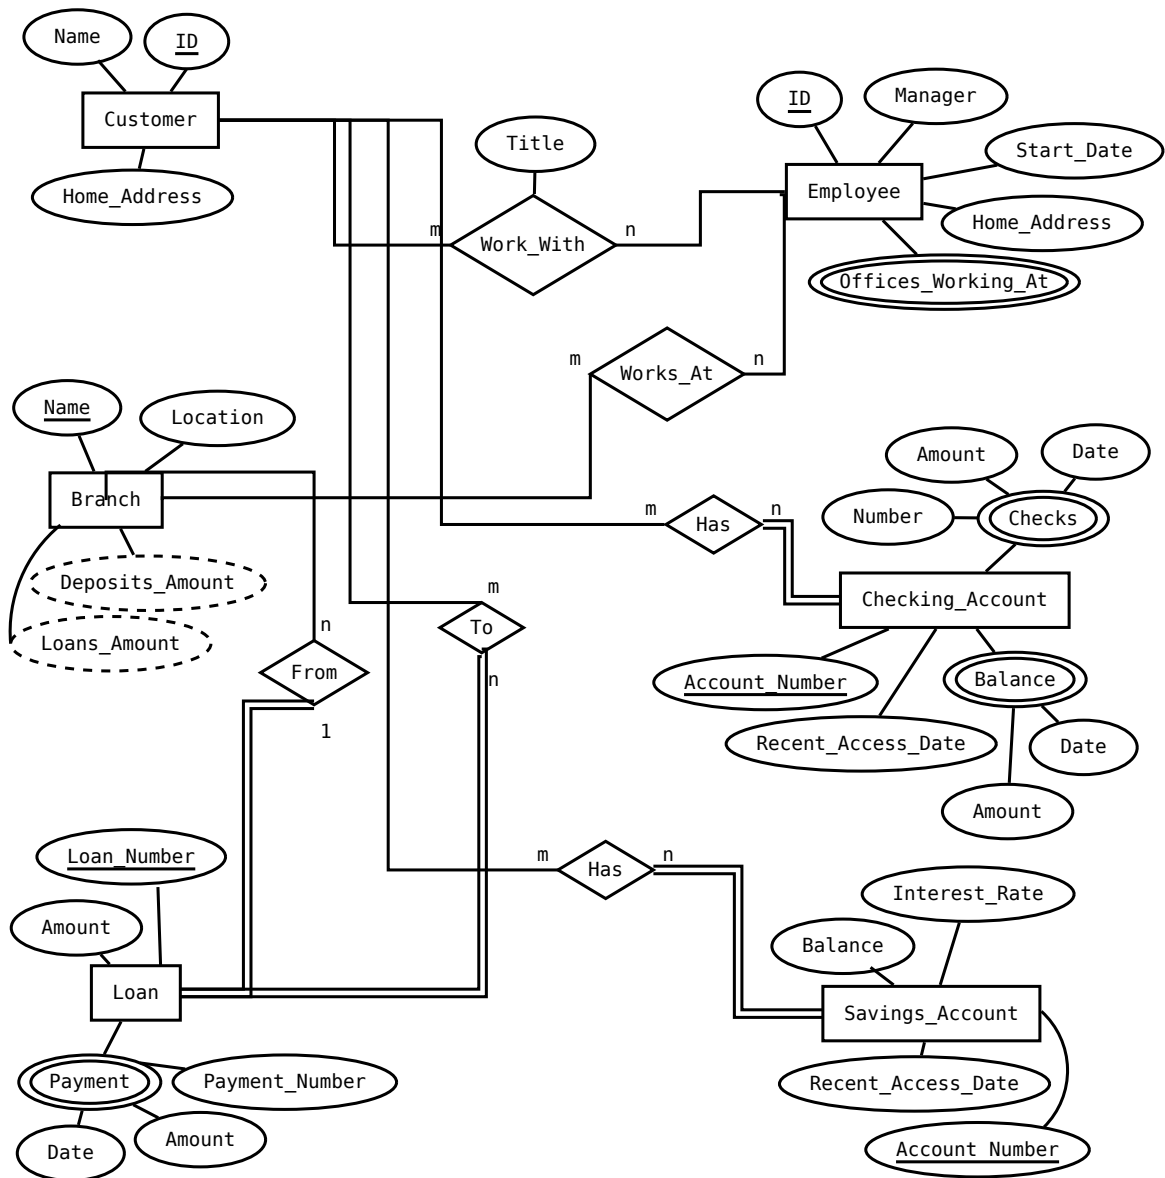 Name
ID
Customer
Home_Address
Title
m
Work_With
n
ID
Manager
Start_Date
Employee
Home_Address
Offices_Working_At
m
Works_At
n
Name
Location
Branch
Deposits_Amount
Loans_Amount
Amount
Date
Number
Checks
m
Has
n
Checking_Account
Account_Number
Balance
Recent_Access_Date
Date
Amount
m
To
n
n
From
1
Loan_Number
Amount
Loan
Payment
Payment_Number
Date
Amount
m
Has
n
Interest_Rate
Balance
Savings_Account
Recent_Access_Date
Account Number